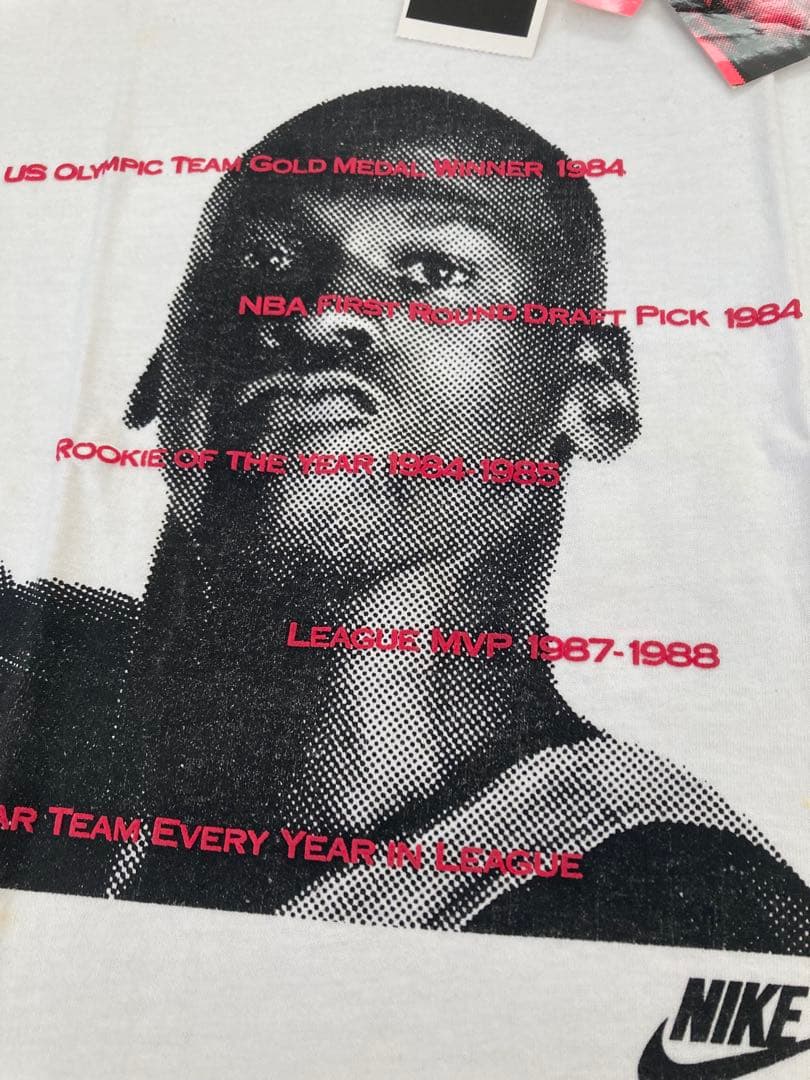 US OLYMPIC TEAM GOLD MEDAL WINNER 1984
NBA FIRST ROUND DRAFT PICK 1984
ROOKIE OF THE YEAR 1984-1985
LEAGUE MVP 1987-1988
AR TEAM EVERY YEAR IN LEAGUE
NIKE